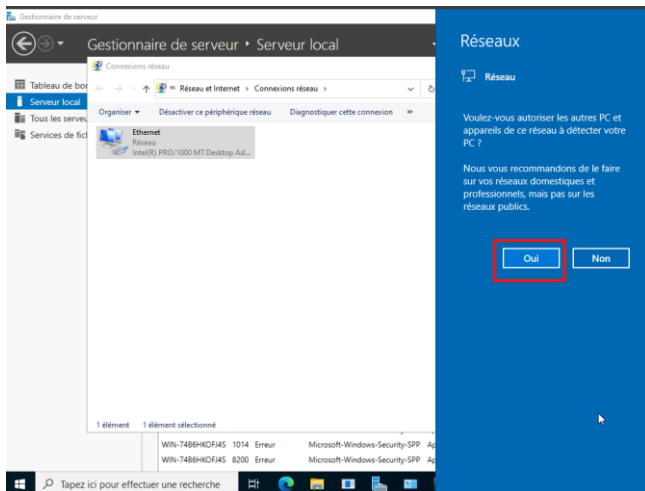 Gestionnaire de serveur
Gestionnaire de serveur • Serveur local
Connexions réseau
Réseau et Internet > Connexions réseau >
Tableau de bor
Serveur local
Tous les serveu
Services de fich
Organiser
Désactiver ce périphérique réseau
Diagnostiquer cette connexion
»
Ethernet
Réseau
Intel(R) PRO/1000 MT Desktop Ad...
1 élément
1 élément sélectionné
WIN-74B6HKOFJ4S 1014 Erreur Microsoft-Windows-Security-SPP Ap
WIN-74B6HKOFJ4S 8200 Erreur Microsoft-Windows-Security-SPP Ap
Tapez ici pour effectuer une recherche
Réseaux
Réseau
Voulez-vous autoriser les autres PC et
appareils de ce réseau à détecter votre
PC ?
Nous vous recommandons de le faire
sur vos réseaux domestiques et
professionnels, mais pas sur les
réseaux publics.
Oui
Non